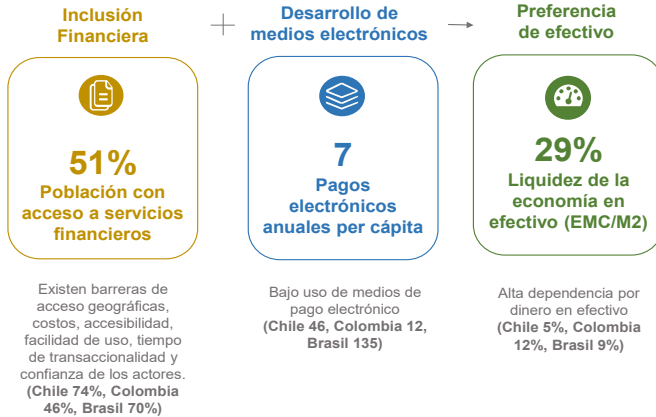 Inclusión
Financiera
+
Desarrollo de
medios electrónicos
Preferencia
de efectivo
51%
Población con
acceso a servicios
financieros
7
Pagos
electrónicos
anuales per cápita
29%
Liquidez de la
economía en
efectivo (EMC/M2)
Existen barreras de
acceso geográficas,
costos, accesibilidad,
facilidad de uso, tiempo
de transaccionalidad y
confianza de los actores.
(Chile 74%, Colombia
46%, Brasil 70%)
Bajo uso de medios de
pago electrónico
(Chile 46, Colombia 12,
Brasil 135)
Alta dependencia por
dinero en efectivo
(Chile 5%, Colombia
12%, Brasil 9%)